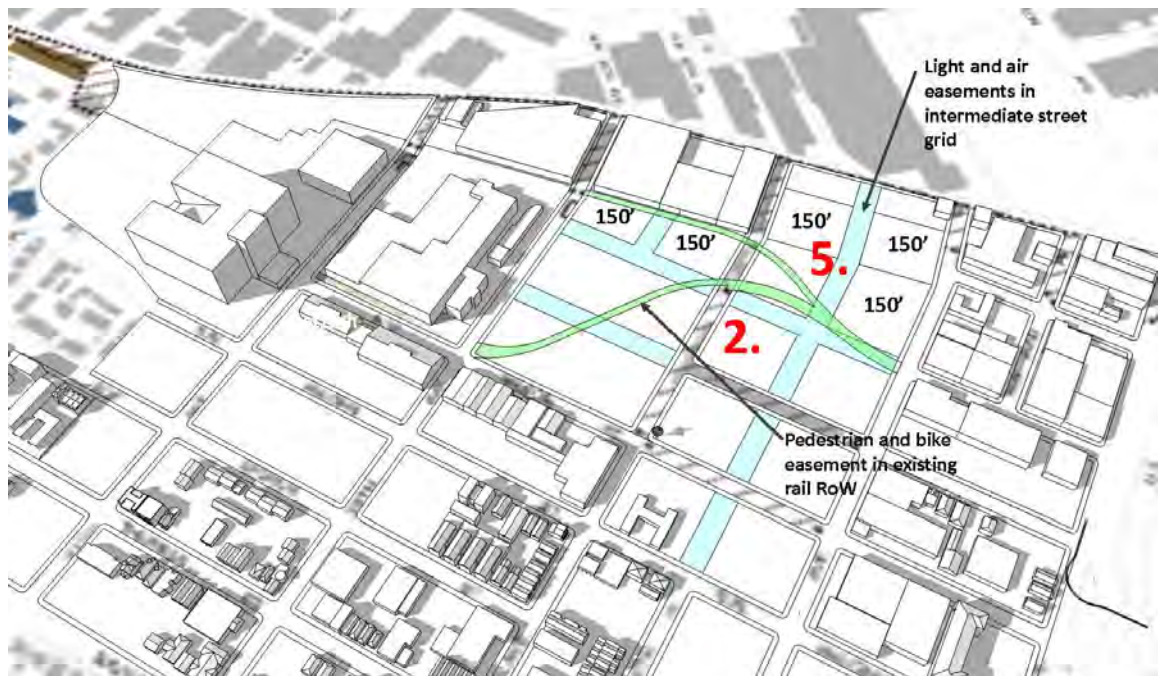 Light and air
easements in
intermediate street
grid
150'
150'
150'
150'
150'
5.
2.
Pedestrian and bike
easement in existing
rail RoW